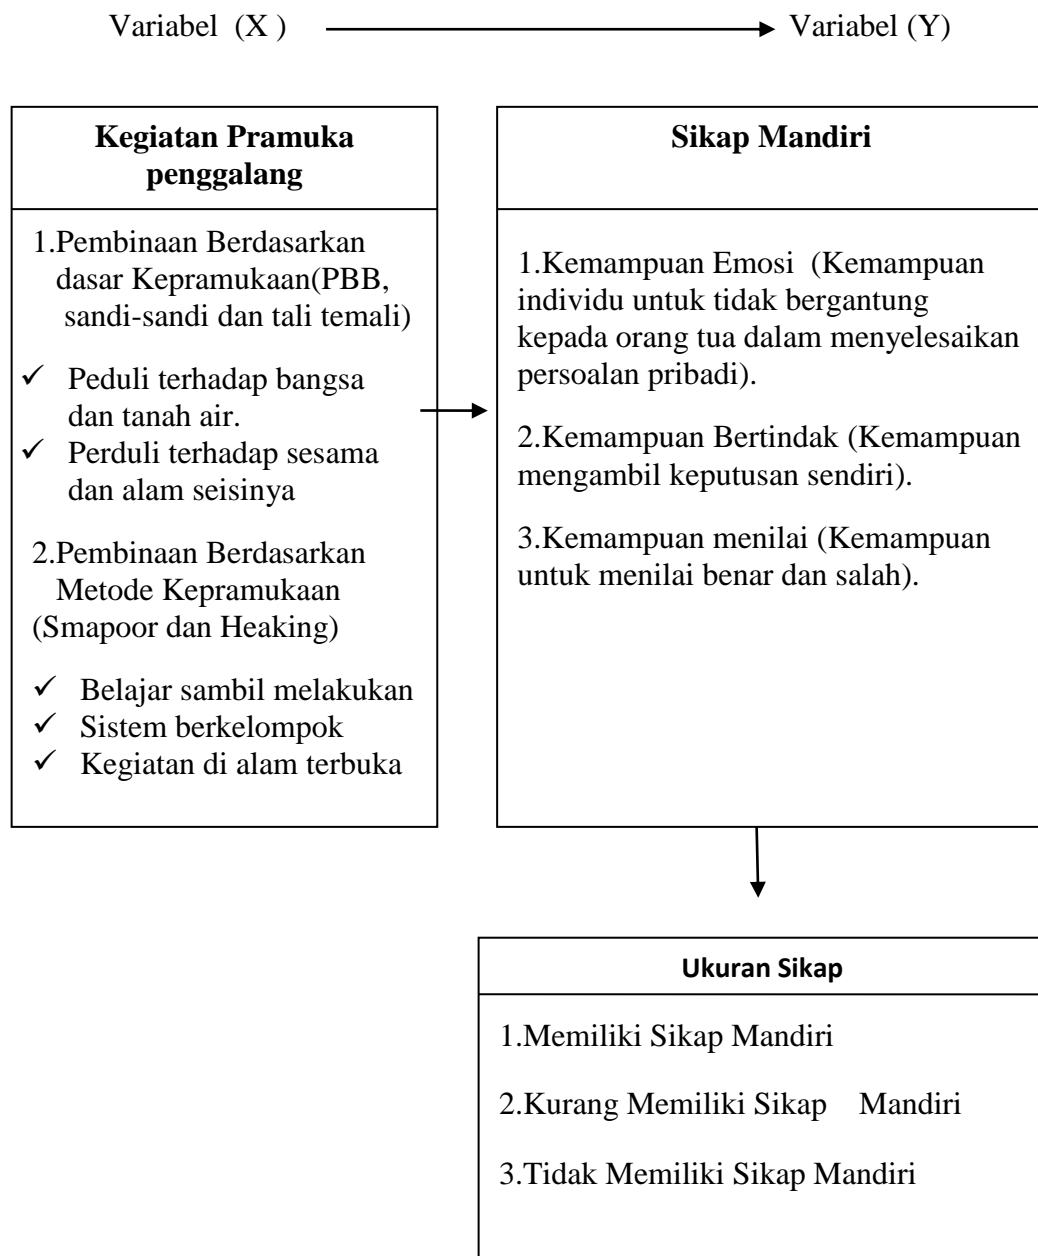 Variabel (X )
Variabel (Y)
Kegiatan Pramuka
penggalang
1.Pembinaan Berdasarkan
dasar Kepramukaan(PBB,
sandi-sandi dan tali temali)
✓ Peduli terhadap bangsa
dan tanah air.
✓ Perduli terhadap sesama
dan alam seisinya
2.Pembinaan Berdasarkan
Metode Kepramukaan
(Smapoor dan Heaking)
✓ Belajar sambil melakukan
✓ Sistem berkelompok
✓ Kegiatan di alam terbuka
Sikap Mandiri
1.Kemampuan Emosi (Kemampuan
individu untuk tidak bergantung
kepada orang tua dalam menyelesaikan
persoalan pribadi).
2.Kemampuan Bertindak (Kemampuan
mengambil keputusan sendiri).
3.Kemampuan menilai (Kemampuan
untuk menilai benar dan salah).
Ukuran Sikap
1.Memiliki Sikap Mandiri
2.Kurang Memiliki Sikap Mandiri
3.Tidak Memiliki Sikap Mandiri